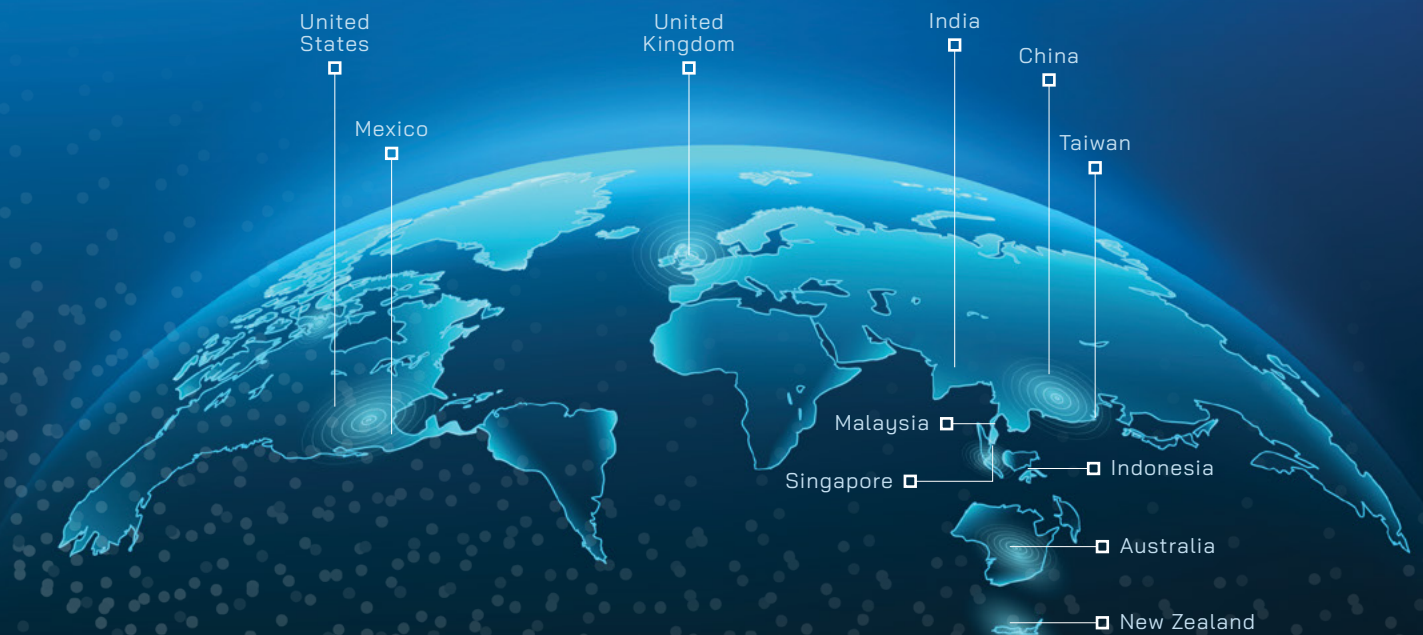 United
States
Mexico
United
Kingdom
India
China
Taiwan
Malaysia
Singapore
Indonesia
Australia
New Zealand